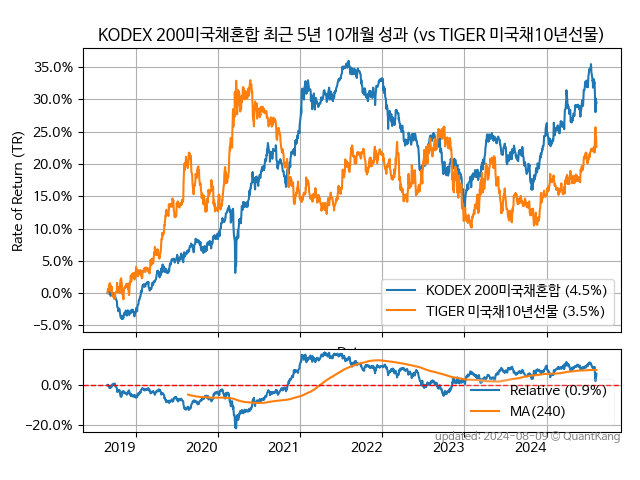 KODEX 200미국채혼합 최근 5년 10개월 성과 (vs TIGER 미국채10년선물)
35.0%
30.0%
25.0%
20.0%
15.0%
10.0%
5.0%
0.0%
−5.0%
Rate of Return (TR)
KODEX 200미국채혼합 (4.5%)
TIGER 미국채10년선물 (3.5%)
0.0%
−20.0%
Relative (0.9%)
MA(240)
2019 2020 2021 2022 2023 2024
updated: 2024-08-09 © QuantKang